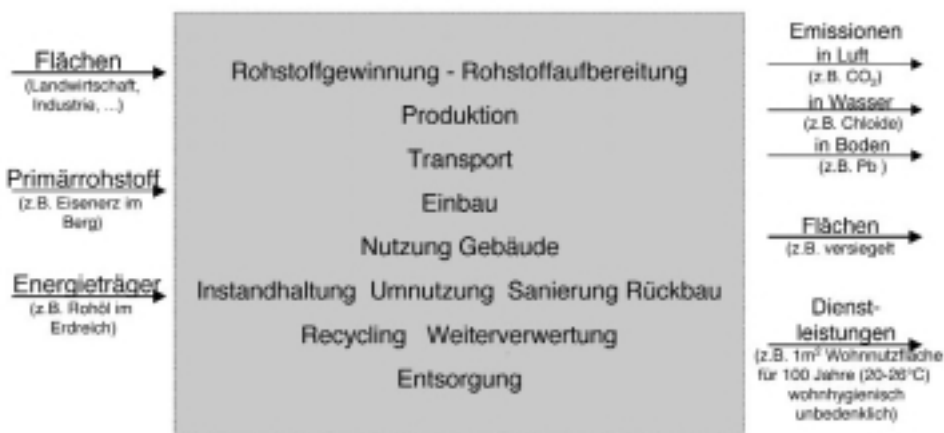 Flächen
(Landwirtschaft,
Industrie, ...)
Primärrohstoff
(z.B. Eisenerz im
Berg)
Energieträger
(z.B. Rohöl im
Erdreich)
Rohstoffgewinnung - Rohstoffaufbereitung
Produktion
Transport
Einbau
Nutzung Gebäude
Instandhaltung Umnutzung Sanierung Rückbau
Recycling Weiterverwertung
Entsorgung
Emissionen
in Luft
(z.B. CO₂)
in Wasser
(z.B. Chloide)
in Boden
(z.B. Pb )
Flächen
(z.B. versiegelt
Dienst-
leistungen
(z.B. 1m² Wohnnutzfläche
für 100 Jahre (20-26°C)
wohnhygienisch
unbedenklich)